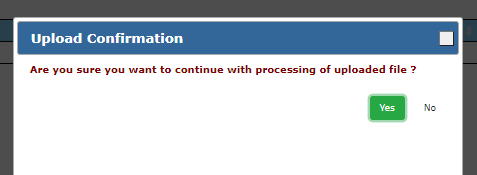 Upload Confirmation
Are you sure you want to continue with processing of uploaded file ?
Yes No